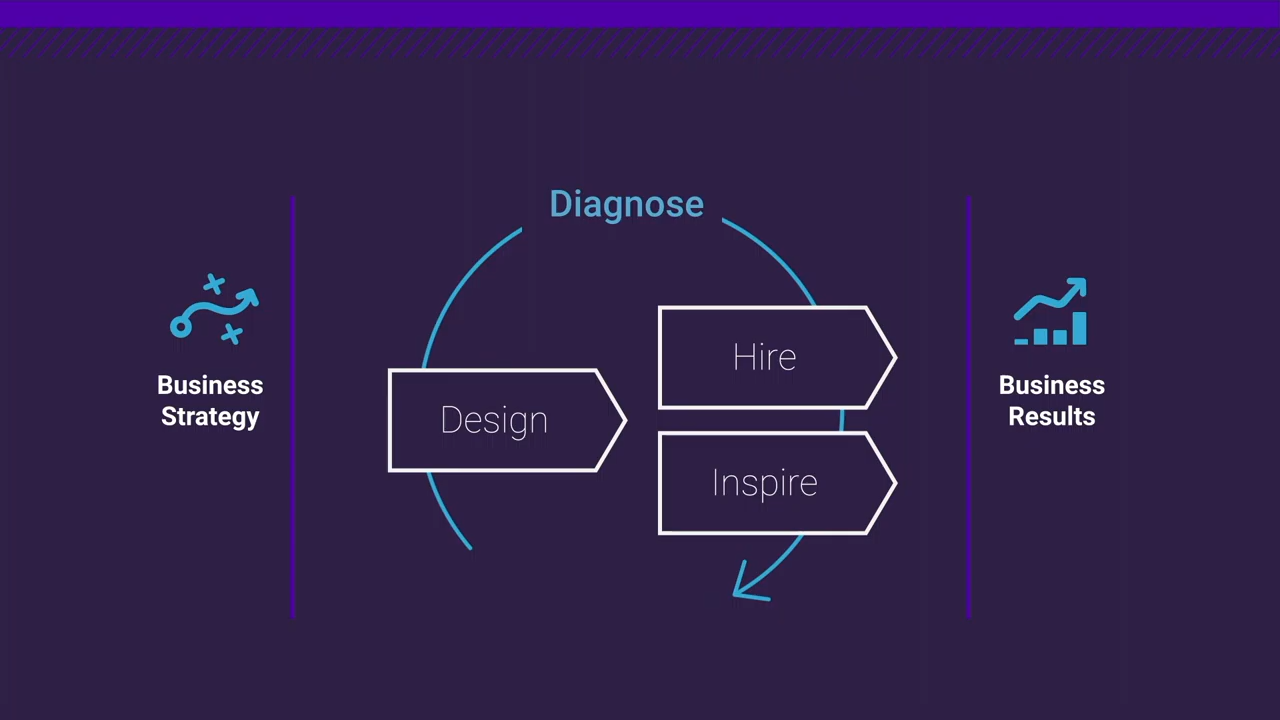 Diagnose
Business
Strategy
Design
Hire
Inspire
Business
Results